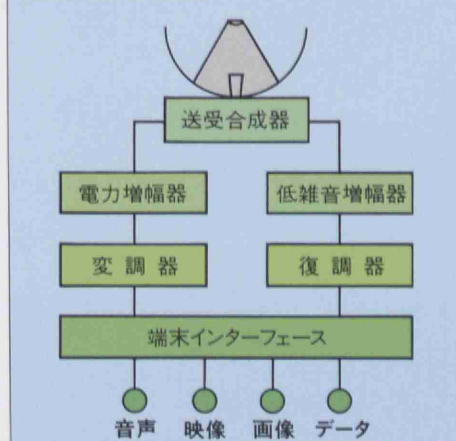 送受合成器
電力増幅器 低雑音増幅器
変調器 復調器
端末インターフェース
音声 映像 画像 データ